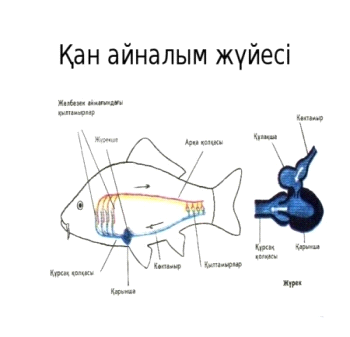 Қан айналым жүйесі
Желбезек айналындағы
қылтамырлар
Жүрекше
Арқа қолқасы
Құлақша
Көктамыр
Құрсақ қолқасы
Қарынша
Көктамыр
Қылтамырлар
Құрсақ
қолқасы
Қарынша
Жүрек